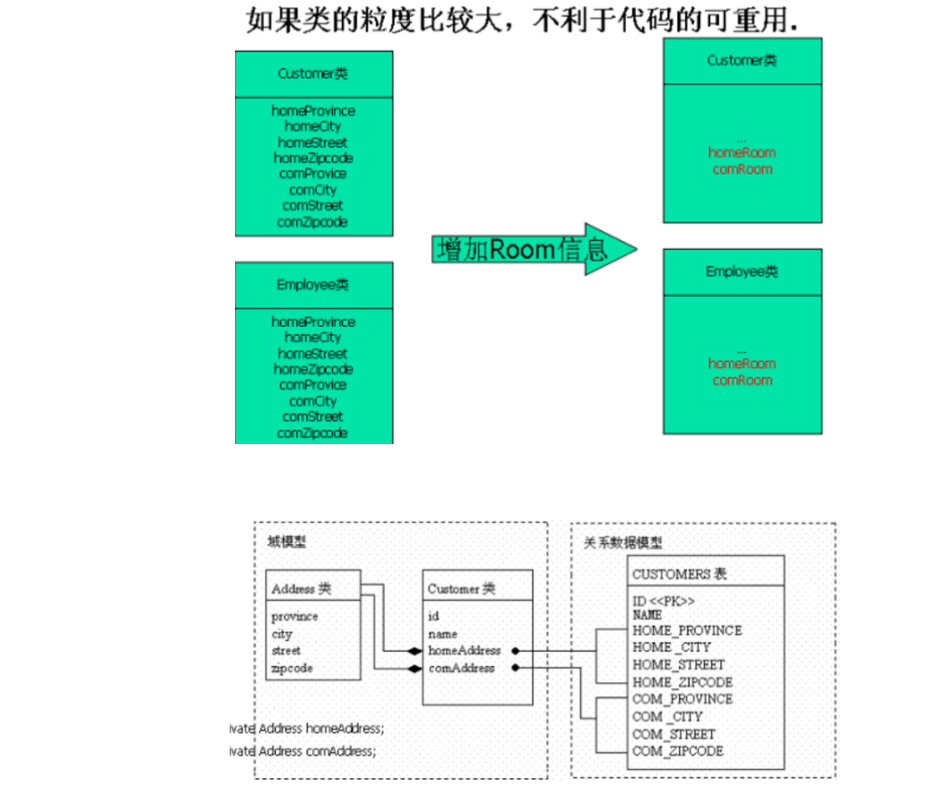 如果类的粒度比较大，不利于代码的可重用.
Customer类
homeProvince
homeCity
homeStreet
homeZipcode
comProvice
comCity
comStreet
comZipcode
Employee类
homeProvince
homeCity
homeStreet
homeZipcode
comProvice
comCity
comStreet
comZipcode
增加Room信息
Customer类
...
homeRoom
comRoom
Employee类
...
homeRoom
comRoom
域模型
Address 类
province
city
street
zipcode
Customer 类
id
name
homeAddress
comAddress
ivate Address homeAddress;
ivate Address comAddress;
关系数据模型
CUSTOMERS 表
ID <<PK>>
NAME
HOME_PROVINCE
HOME _CITY
HOME_STREET
HOME_ZIPCODE
COM_PROVINCE
COM _CITY
COM_STREET
COM_ZIPCODE